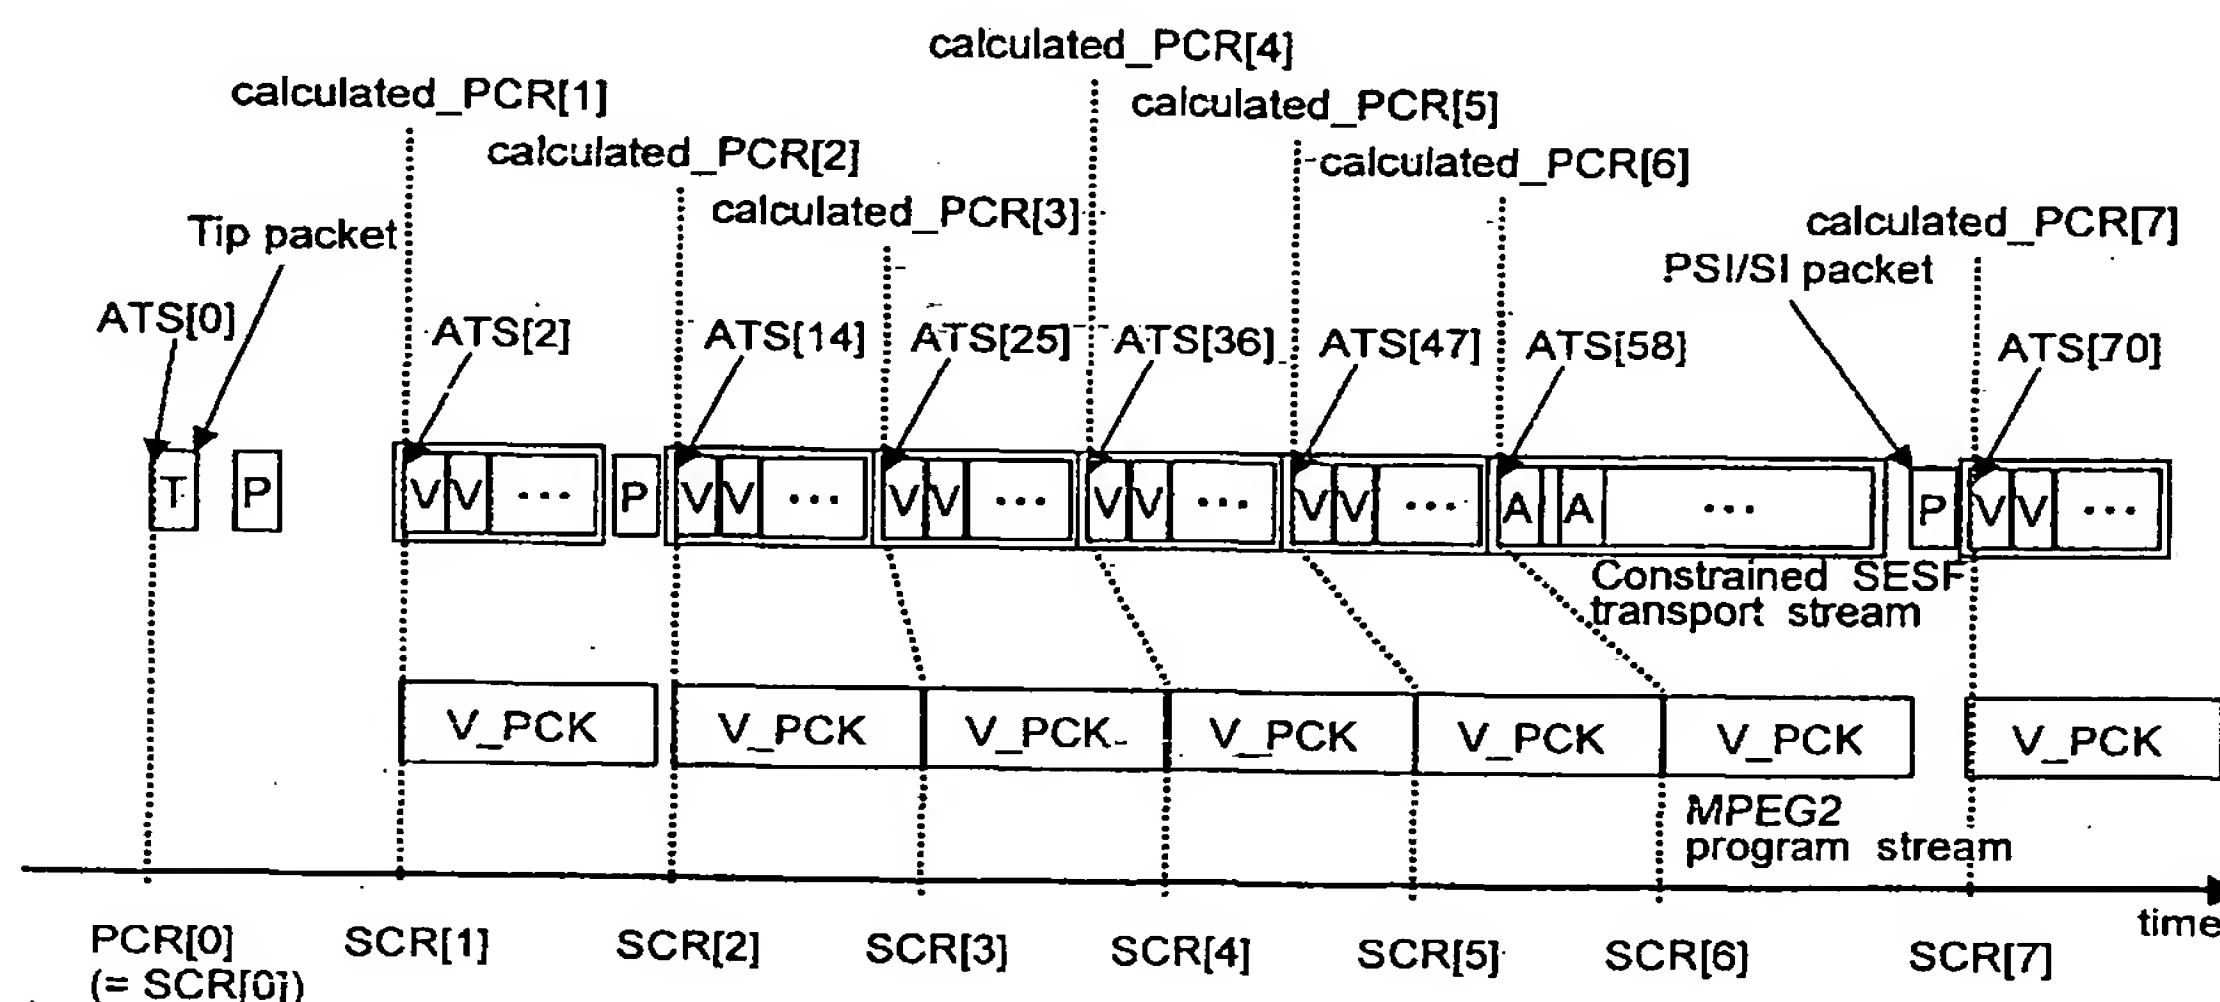 calculated_PCR[4]
calculated_PCR[1]
calculated_PCR[5]
calculated_PCR[2]
calculated_PCR[6]
calculated_PCR[3]
Tip packet
calculated_PCR[7]
PSI/SI packet
ATS[0]
ATS[2]
ATS[14]
ATS[25]
ATS[36]
ATS[47]
ATS[58]
ATS[70]
T
P
V V ...
P
V V ...
V V ...
V V ...
V V ...
A A ...
P
V V ...
Constrained SESF
transport stream
V_PCK
V_PCK
V_PCK
V_PCK
V_PCK
V_PCK
V_PCK
MPEG2
program stream
time
PCR[0]
(= SCR[0])
SCR[1]
SCR[2]
SCR[3]
SCR[4]
SCR[5]
SCR[6]
SCR[7]